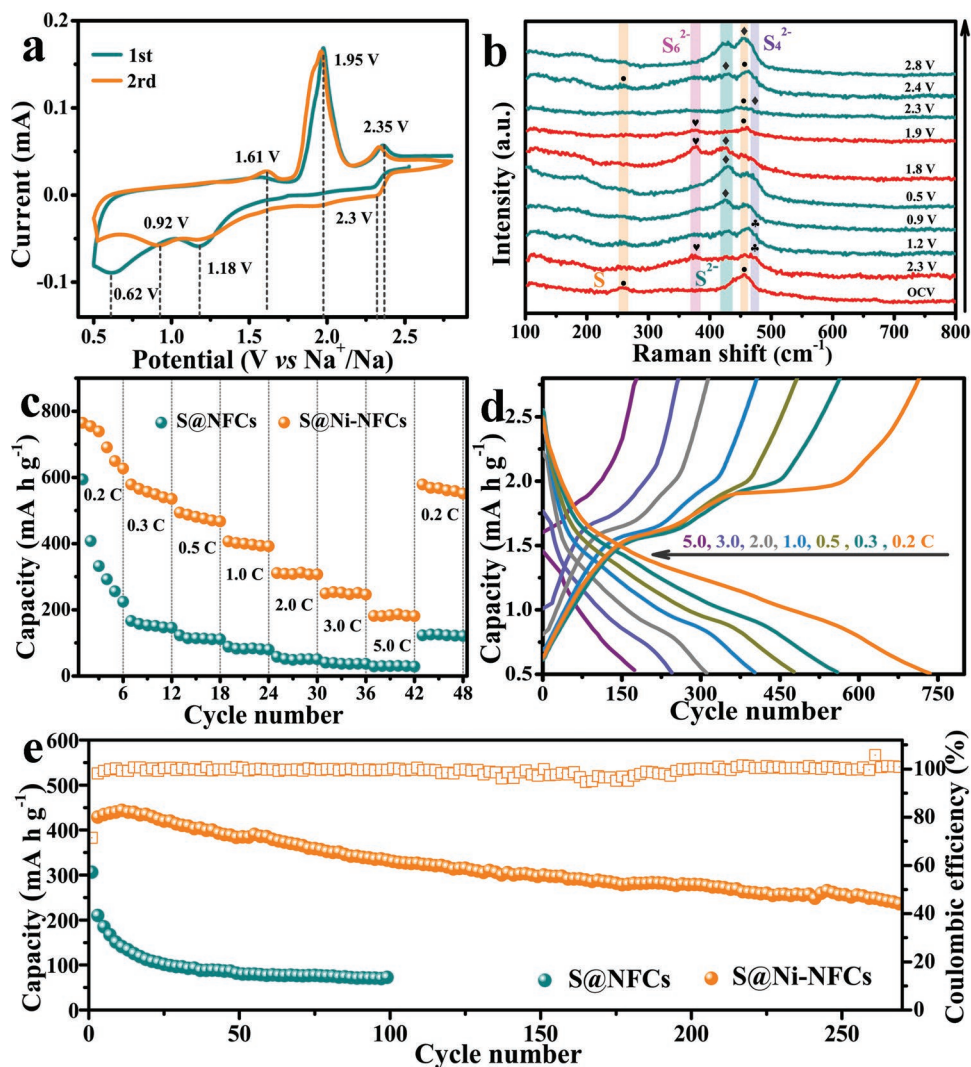 a
1st
2rd
1.95 V
2.35 V
1.61 V
0.92 V
2.3 V
1.18 V
0.62 V
0.2
0.1
0.0
-0.1
Current (mA)
0.5 1.0 1.5 2.0 2.5
Potential (V vs Na+/Na)
b
S6 2-
S4 2-
2.8 V
2.4 V
2.3 V
1.9 V
1.8 V
0.5 V
0.9 V
1.2 V
2.3 V
OCV
S
S2-
Intensity (a.u.)
100 200 300 400 500 600 700 800
Raman shift (cm-1)
c
S@NFCs
S@Ni-NFCs
0.2 C
0.3 C
0.5 C
1.0 C
2.0 C
3.0 C
5.0 C
0.2 C
800
600
400
200
0
Capacity (mA h g-1)
6 12 18 24 30 36 42 48
Cycle number
d
5.0, 3.0, 2.0, 1.0, 0.5 , 0.3 , 0.2 C
2.5
2.0
1.5
1.0
0.5
Capacity (mA h g-1)
0 150 300 450 600 750
Cycle number
e
600
550
500
450
400
350
300
250
200
150
100
50
0
Capacity (mA h g-1)
S@NFCs
S@Ni-NFCs
100
80
60
40
20
0
Coulombic efficiency (%)
0 50 100 150 200 250
Cycle number